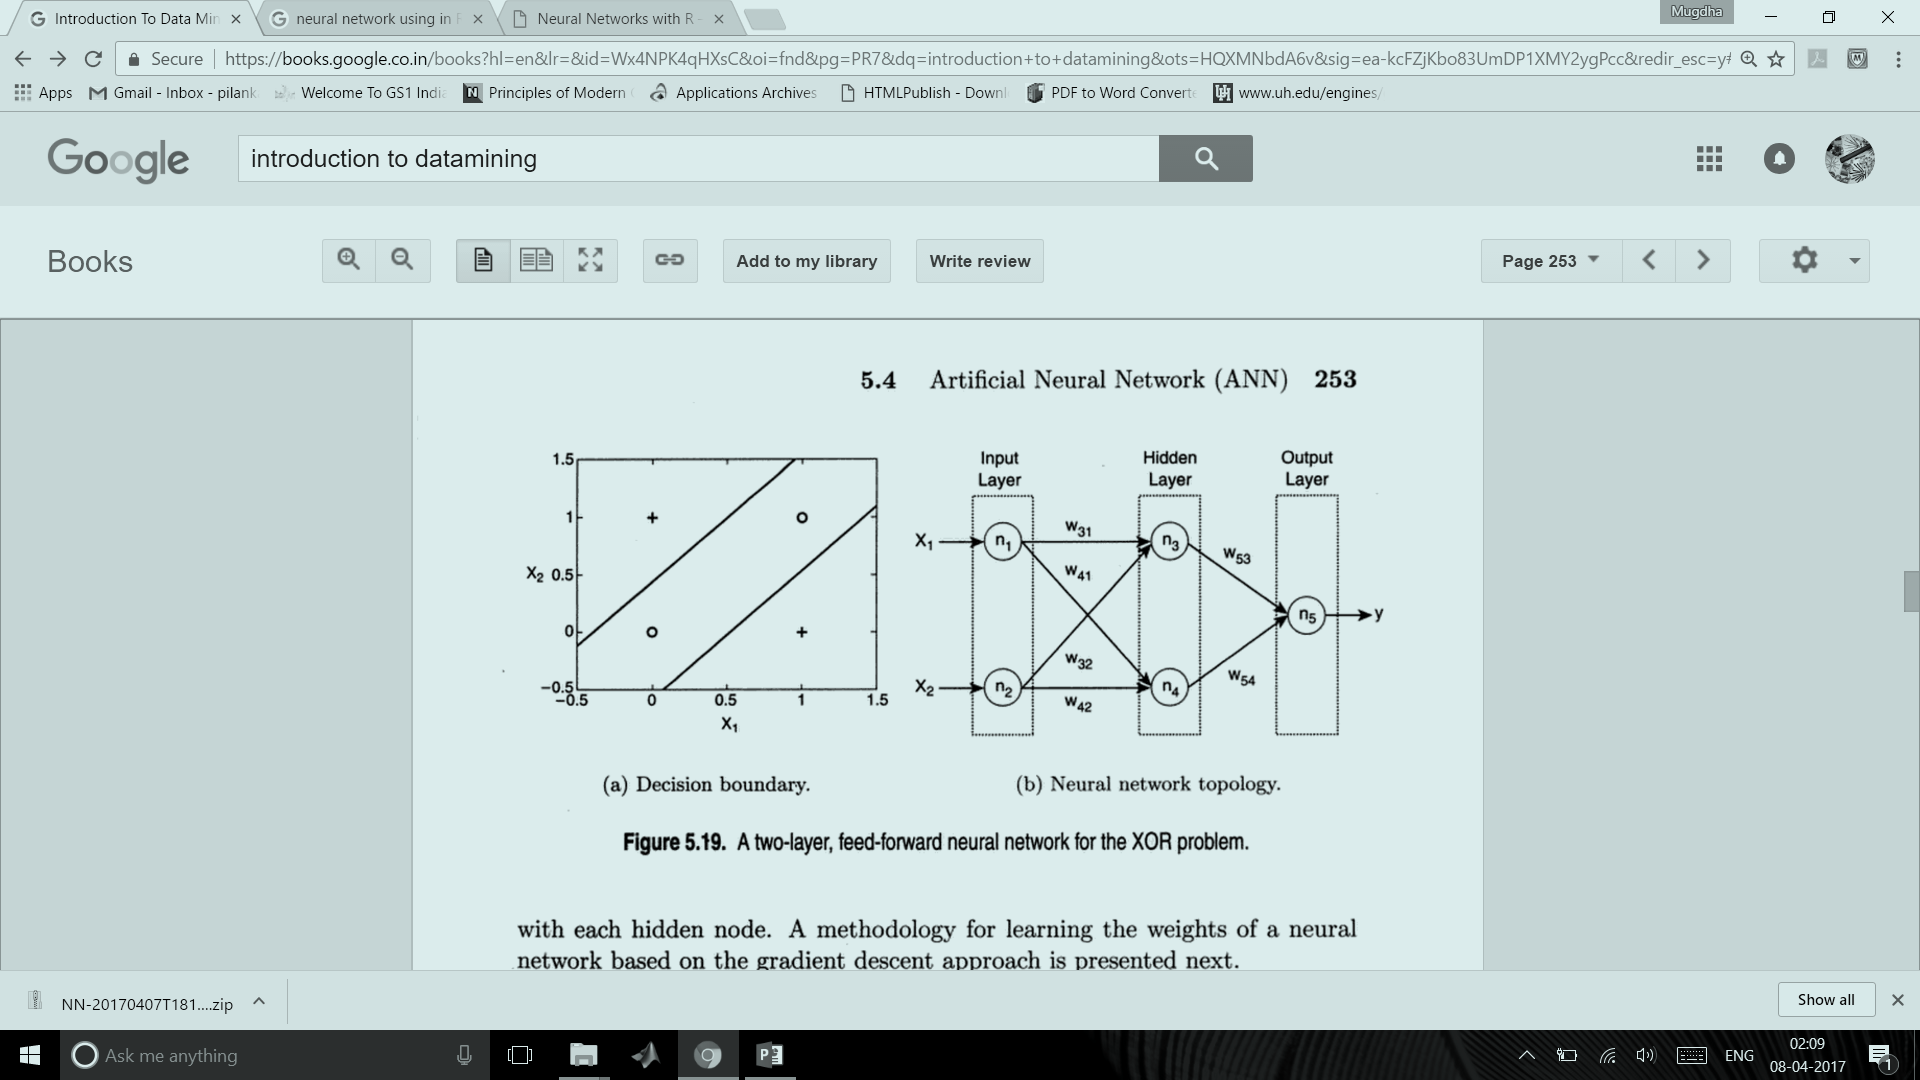 Introduction To Data Min
neural network using in R
Neural Networks with R -
Mugdha
Secure
https://books.google.co.in/books?hl=en&lr=&id=Wx4NPK4qHXsC&oi=fnd&pg=PR7&dq=introduction+to+datamining&ots=HQXMNbdA6v&sig=ea-kcFZjKbo83UmDP1XMY2ygPcc&redir_esc=y#
Apps
Gmail - Inbox - pilank
Welcome To GS1 India
Principles of Modern
Applications Archives
HTMLPublish - Downl
PDF to Word Converte
www.uh.edu/engines/
Google
introduction to datamining
Books
Add to my library
Write review
Page 253
5.4 Artificial Neural Network (ANN) 253
1.5
1
X2 0.5
0
-0.5
-0.5 0 0.5 1 1.5
X1
Input Layer
Hidden Layer
Output Layer
X1 n1 w31 n3 w53
w41
n5 y
w32
X2 n2 w42 n4 w54
(a) Decision boundary.
(b) Neural network topology.
Figure 5.19. A two-layer, feed-forward neural network for the XOR problem.
with each hidden node. A methodology for learning the weights of a neural
network based on the gradient descent approach is presented next.
NN-20170407T181....zip
Show all
Ask me anything
ENG
02:09
08-04-2017
1